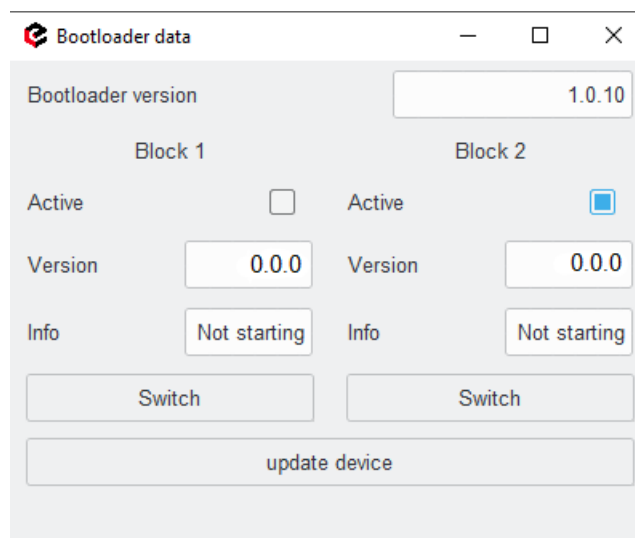 Bootloader data
Bootloader version 1.0.10
Block 1 Block 2
Active Active
Version 0.0.0 Version 0.0.0
Info Not starting Info Not starting
Switch Switch
update device